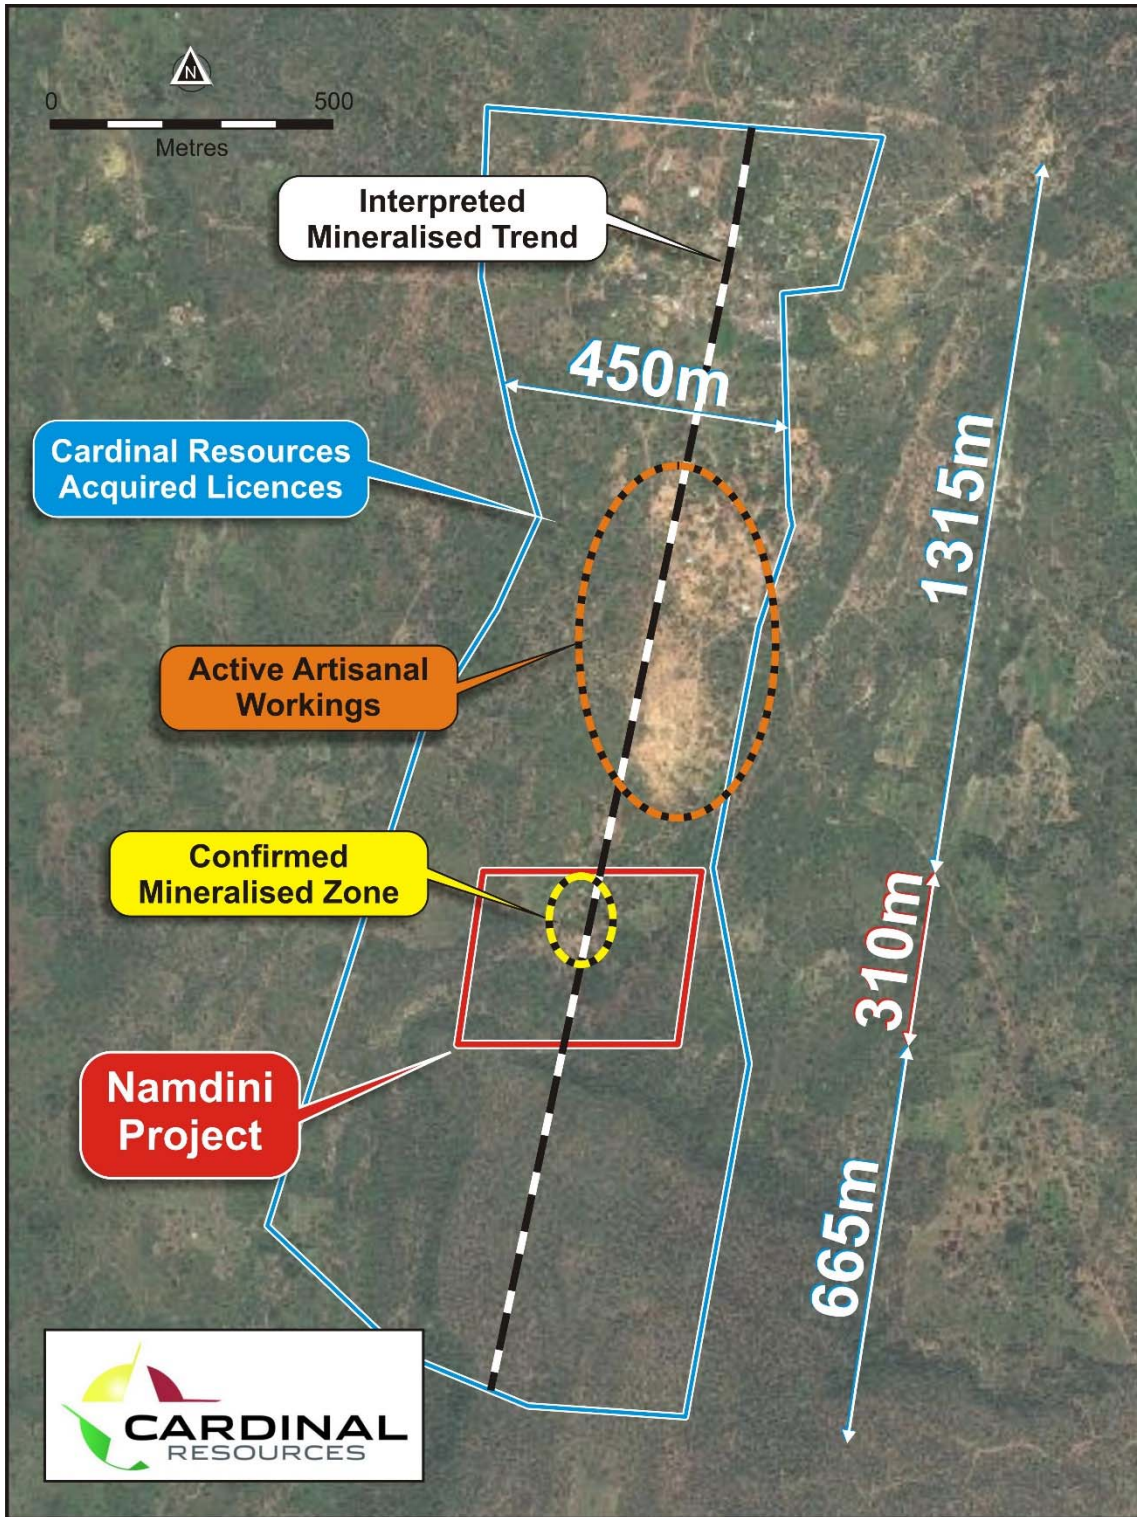 N
0 500
Metres
Interpreted
Mineralised Trend
450m
Cardinal Resources
Acquired Licences
1315m
Active Artisanal
Workings
Confirmed
Mineralised Zone
310m
Namdini
Project
665m
CARDINAL
RESOURCES